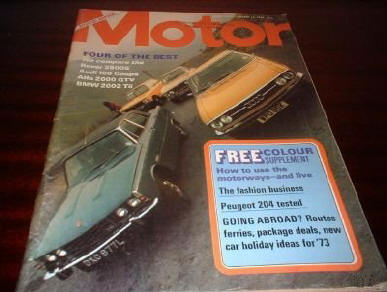 Motor
FOUR OF THE BEST
We compare the
Rover 3500S
Audi 100 Coupé
Alfa 2000 GTV
BMW 2002 Tii
FREE COLOUR
SUPPLEMENT
How to use the
motorways—and live
The fashion business
Peugeot 204 tested
GOING ABROAD? Routes
ferries, package deals, new
car holiday ideas for '73